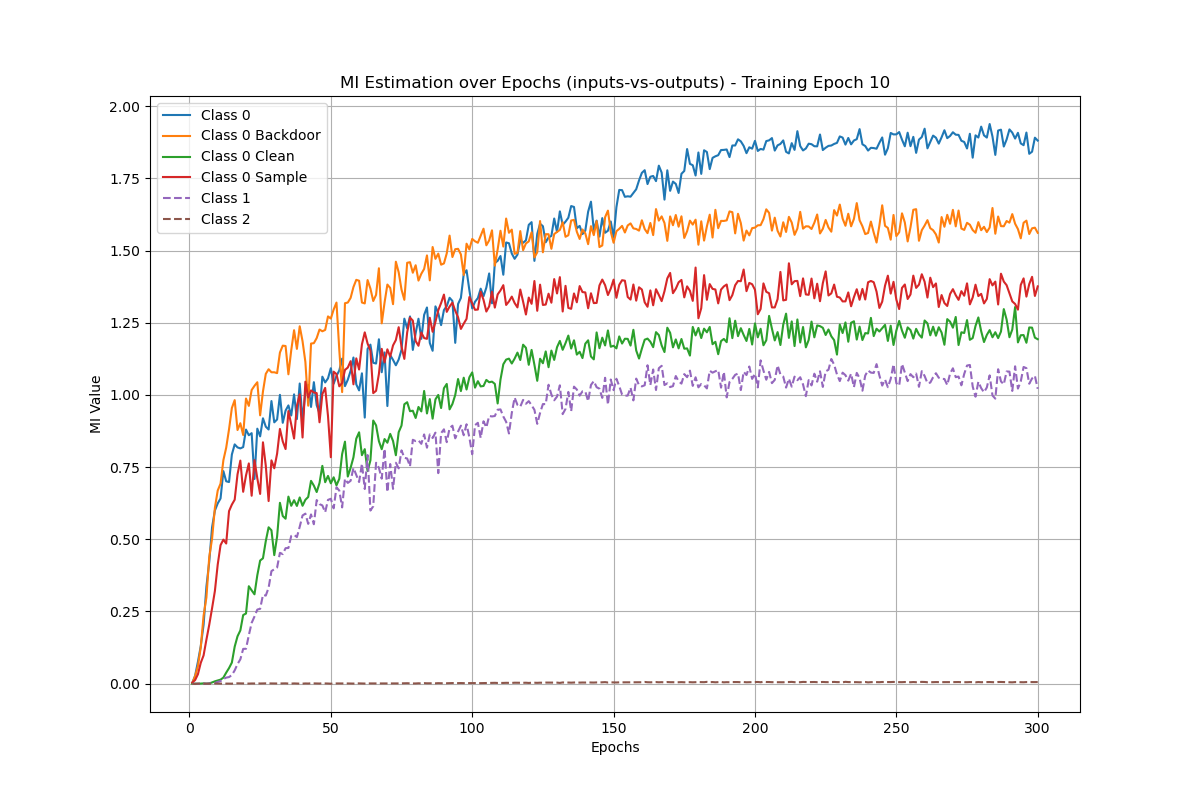 MI Estimation over Epochs (inputs-vs-outputs) - Training Epoch 10
Class 0
Class 0 Backdoor
Class 0 Clean
Class 0 Sample
Class 1
Class 2
MI Value
2.00
1.75
1.50
1.25
1.00
0.75
0.50
0.25
0.00
0 50 100 150 200 250 300
Epochs